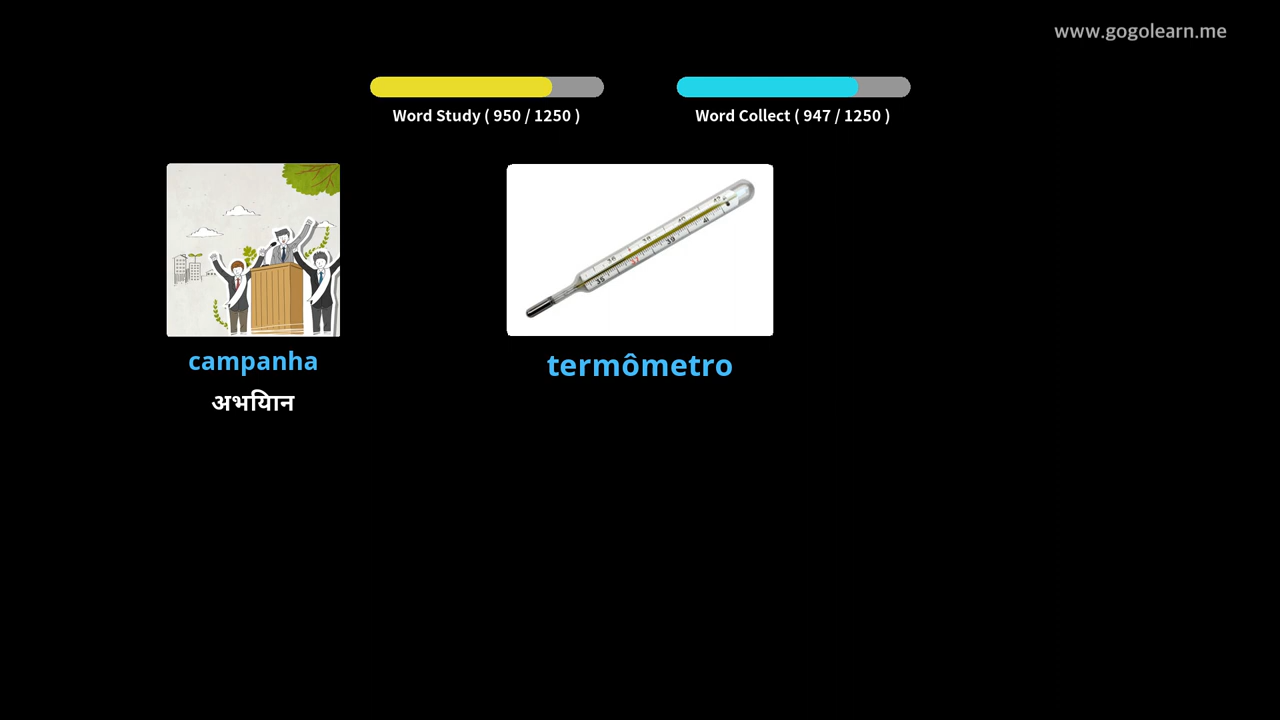 www.gogolearn.me
Word Study ( 950 / 1250 )
Word Collect ( 947 / 1250 )
campanha
अभियान
termômetro